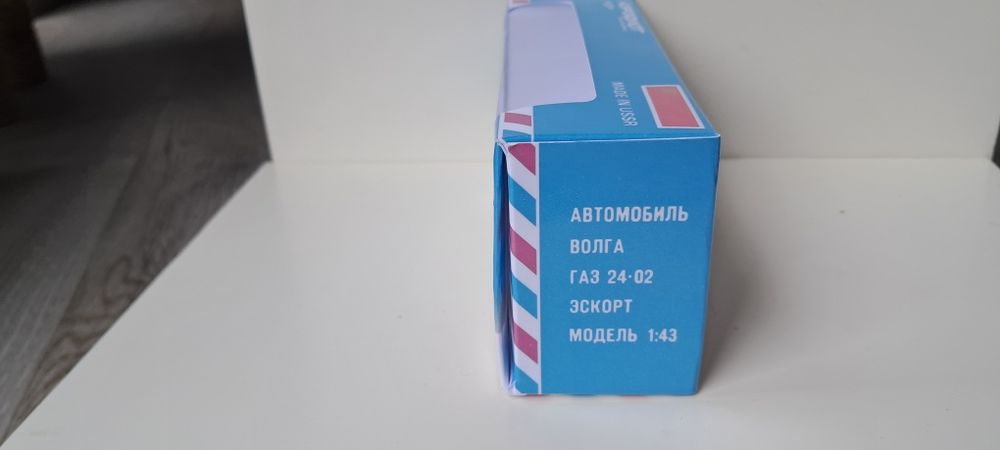 MADE IN USSR
АВТОМОБИЛЬ
ВОЛГА
ГАЗ 24-02
ЭСКОРТ
МОДЕЛЬ 1:43